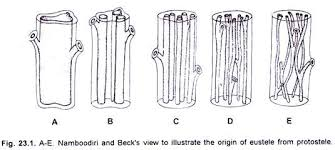 A
B
C
D
E
Fig. 23.1. A-E. Namboodiri and Beck's view to illustrate the origin of eustele from protostele.